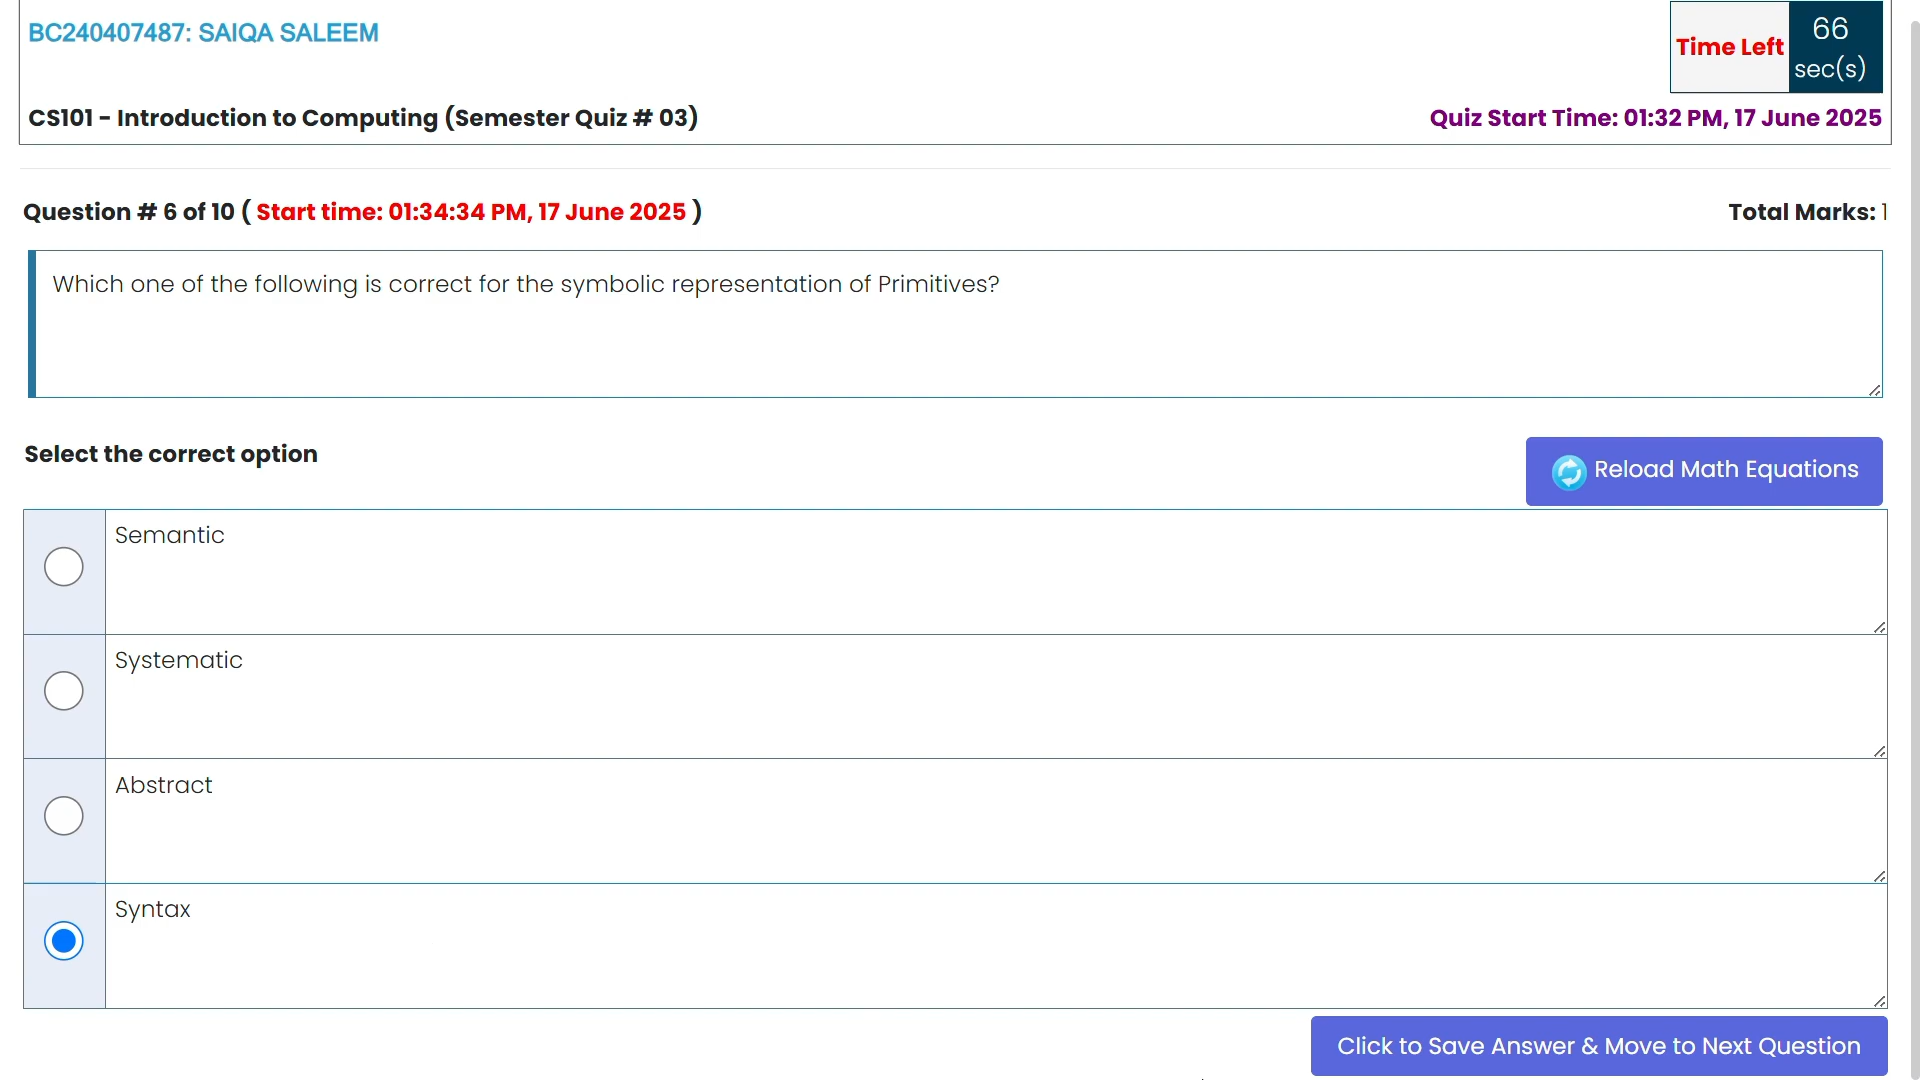 BC240407487: SAIQA SALEEM
Time Left
66
sec(s)
CS101 - Introduction to Computing (Semester Quiz # 03)
Quiz Start Time: 01:32 PM, 17 June 2025
Question # 6 of 10 ( Start time: 01:34:34 PM, 17 June 2025 )
Total Marks: 1
Which one of the following is correct for the symbolic representation of Primitives?
Select the correct option
Reload Math Equations
Semantic
Systematic
Abstract
Syntax
Click to Save Answer & Move to Next Question